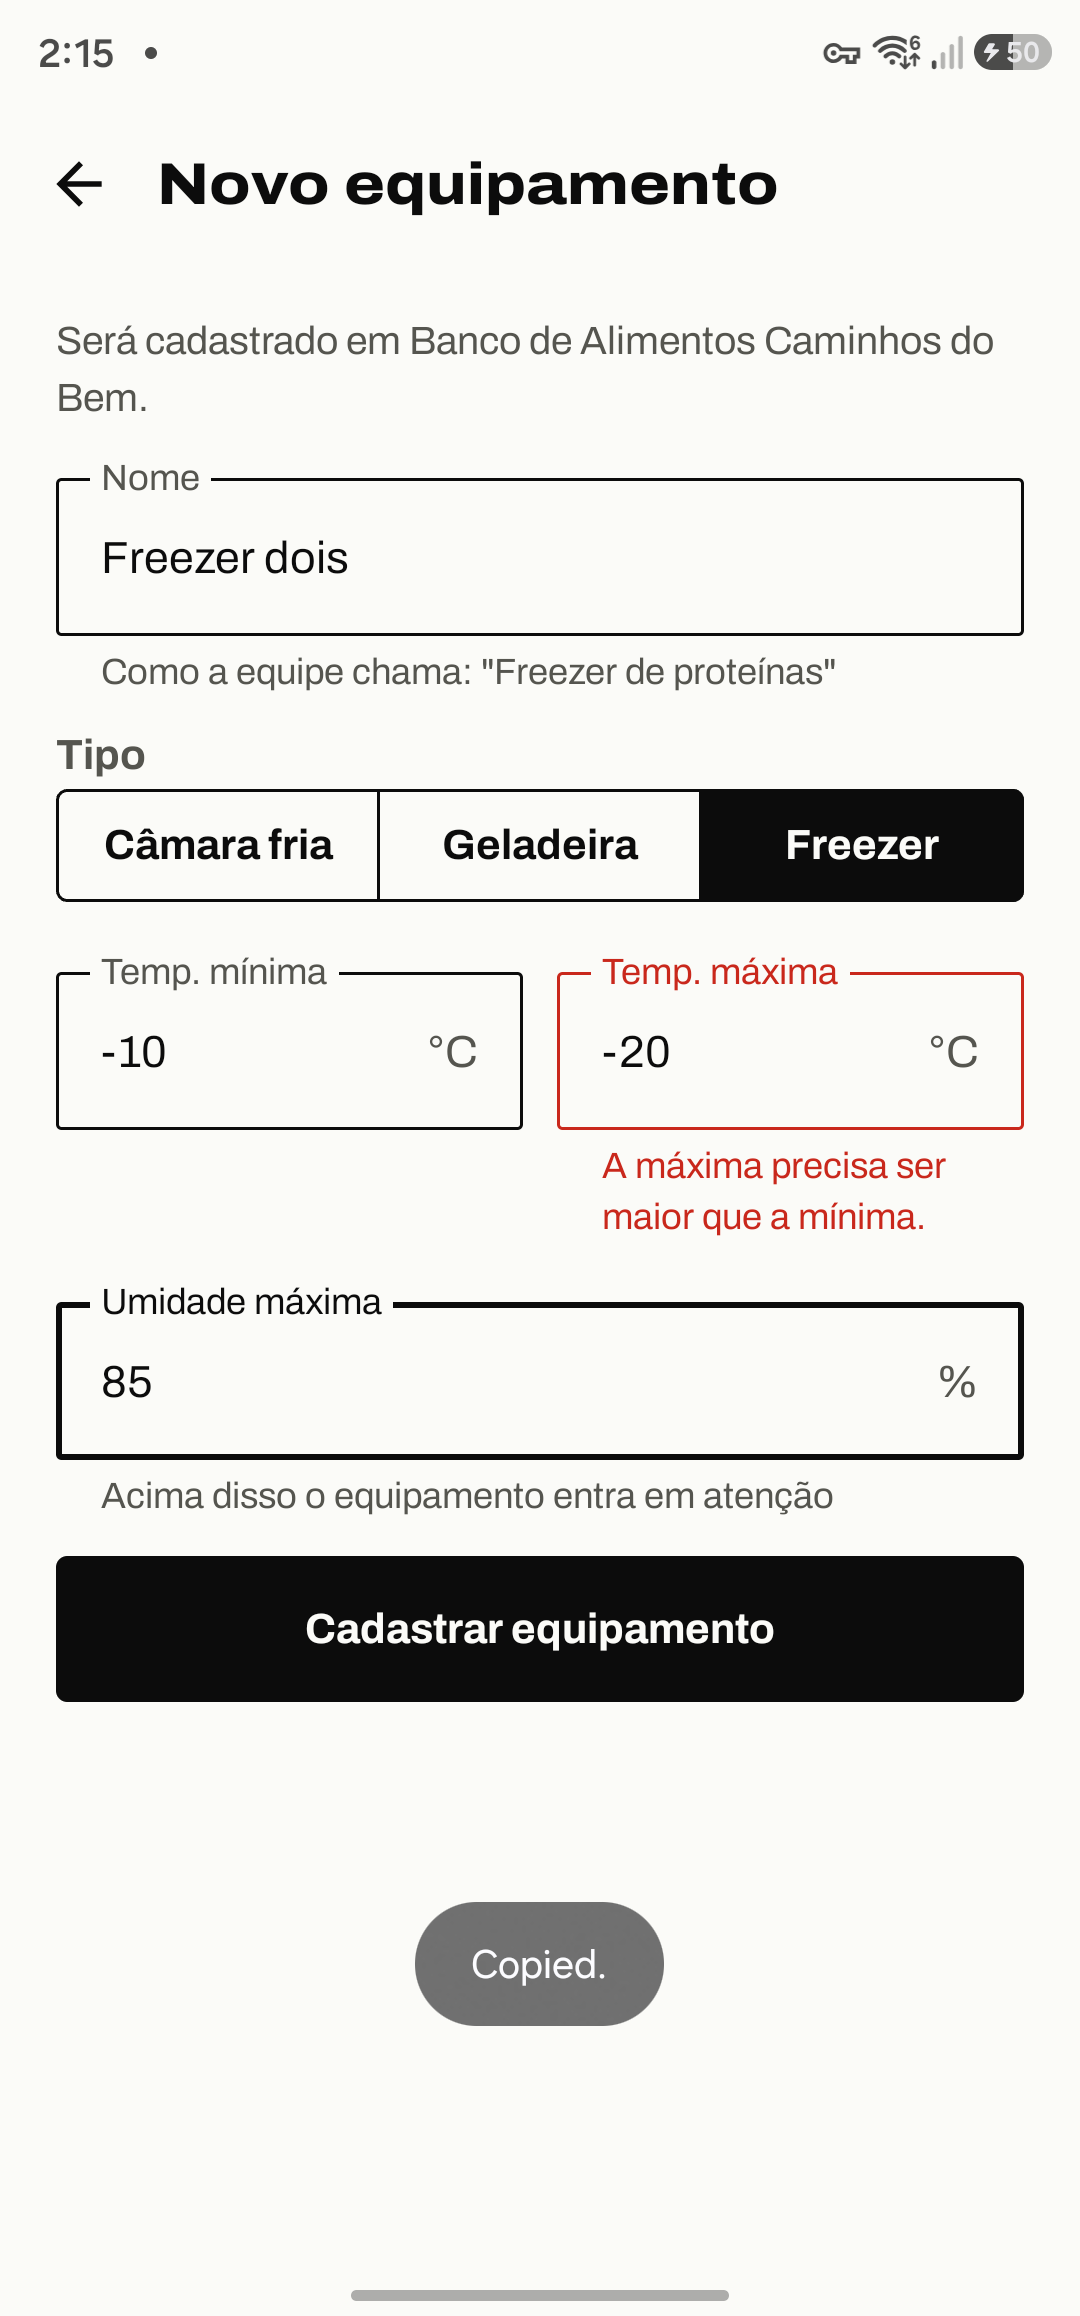 2:15
6
50
Novo equipamento
Será cadastrado em Banco de Alimentos Caminhos do
Bem.
Nome
Freezer dois
Como a equipe chama: "Freezer de proteínas"
Tipo
Câmara fria
Geladeira
Freezer
Temp. mínima
Temp. máxima
-10
°C
-20
°C
A máxima precisa ser
maior que a mínima.
Umidade máxima
85
%
Acima disso o equipamento entra em atenção
Cadastrar equipamento
Copied.